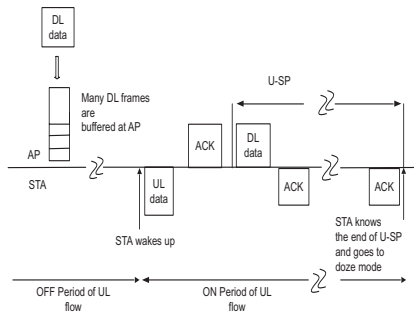 DL
data
Many DL frames
are
buffered at AP
U-SP
AP
STA
ACK
DL
data
UL
data
ACK
ACK
STA wakes up
STA knows
the end of U-SP
and goes to
doze mode
OFF Period of UL
flow
ON Period of UL
flow